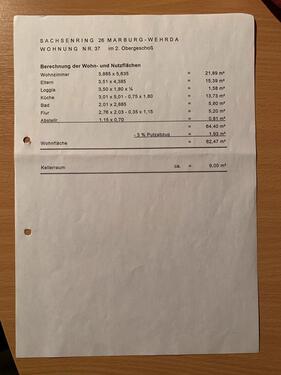 SACHSENRING 26 MARBURG-WEHRDA
WOHNUNG NR. 37 im 2. Obergeschoß
Berechnung der Wohn- und Nutzflächen
Wohnzimmer 5,885 x 5,635 = 21,89 m²
Eltern 3,51 x 4,385 = 15,39 m²
Loggia 3,50 x 1,80 x ¼ = 1,58 m²
Küche 3,01 x 5,01 - 0,75 x 1,80 = 13,73 m²
Bad 2,01 x 2,885 = 5,80 m²
Flur 2,76 x 2,03 - 0,35 x 1,15 = 5,20 m²
Abstellr. 1,15 x 0,70 = 0,81 m²
= 64,40 m²
- 3 % Putzabzug = 1,93 m²
Wohnfläche = 62,47 m²
Kellerraum ca. = 9,00 m²